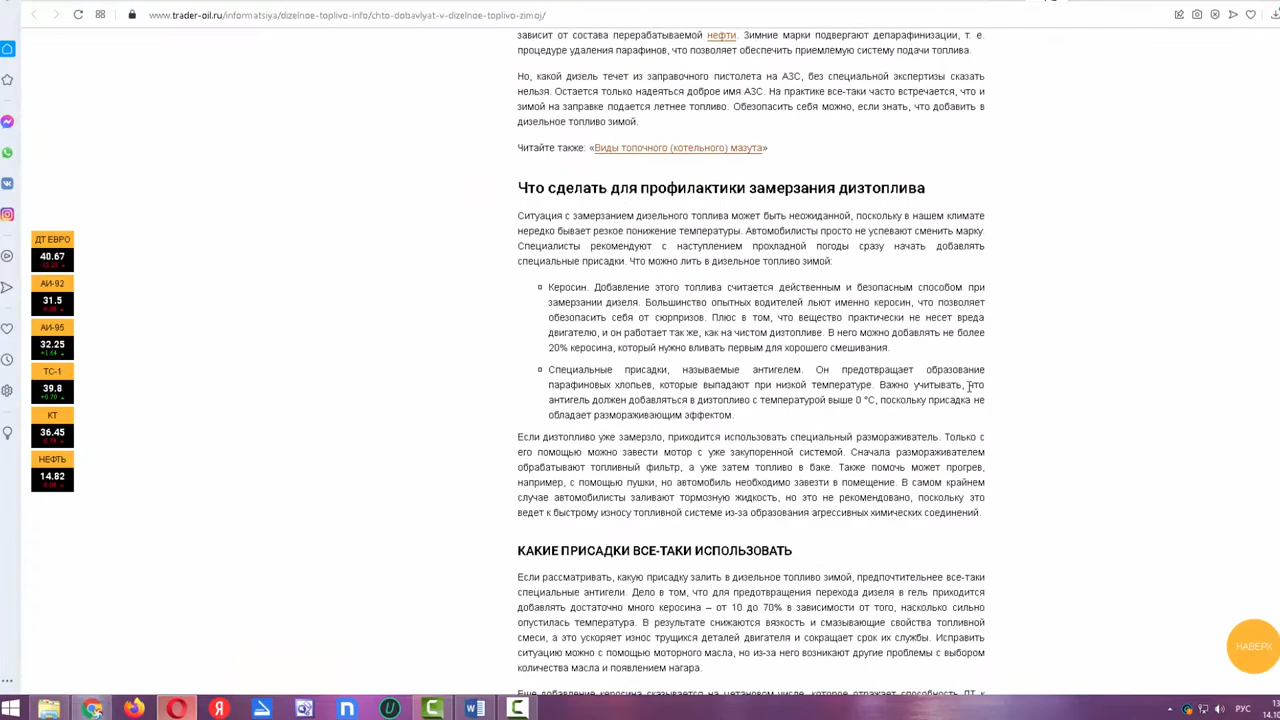 www.trader-oil.ru/informatsiya/dizelnoe-toplivo-info/chto-dobavlyat-v-dizelnoe-toplivo-zimoj/
зависит от состава перерабатываемой нефти. Зимние марки подвергают депарафинизации, т. е.
процедуре удаления парафинов, что позволяет обеспечить приемлемую систему подачи топлива.
Но, какой дизель течет из заправочного пистолета на АЗС, без специальной экспертизы сказать
нельзя. Остается только надеяться доброе имя АЗС. На практике все-таки часто встречается, что и
зимой на заправке подается летнее топливо. Обезопасить себя можно, если знать, что добавить в
дизельное топливо зимой.
Читайте также: «Виды топочного (котельного) мазута»
Что сделать для профилактики замерзания дизтоплива
Ситуация с замерзанием дизельного топлива может быть неожиданной, поскольку в нашем климате
нередко бывает резкое понижение температуры. Автомобилисты просто не успевают сменить марку.
Специалисты рекомендуют с наступлением прохладной погоды сразу начать добавлять
специальные присадки. Что можно лить в дизельное топливо зимой:
Керосин. Добавление этого топлива считается действенным и безопасным способом при
замерзании дизеля. Большинство опытных водителей льют именно керосин, что позволяет
обезопасить себя от сюрпризов. Плюс в том, что вещество практически не несет вреда
двигателю, и он работает так же, как на чистом дизтопливе. В него можно добавлять не более
20% керосина, который нужно вливать первым для хорошего смешивания.
Специальные присадки, называемые антигелем. Он предотвращает образование
парафиновых хлопьев, которые выпадают при низкой температуре. Важно учитывать, что
антигель должен добавляться в дизтопливо с температурой выше 0 °С, поскольку присадка не
обладает размораживающим эффектом.
Если дизтопливо уже замерзло, приходится использовать специальный размораживатель. Только с
его помощью можно завести мотор с уже закупоренной системой. Сначала размораживателем
обрабатывают топливный фильтр, а уже затем топливо в баке. Также помочь может прогрев,
например, с помощью пушки, но автомобиль необходимо завезти в помещение. В самом крайнем
случае автомобилисты заливают тормозную жидкость, но это не рекомендовано, поскольку это
ведет к быстрому износу топливной системе из-за образования агрессивных химических соединений.
КАКИЕ ПРИСАДКИ ВСЕ-ТАКИ ИСПОЛЬЗОВАТЬ
Если рассматривать, какую присадку залить в дизельное топливо зимой, предпочтительнее все-таки
специальные антигели. Дело в том, что для предотвращения перехода дизеля в гель приходится
добавлять достаточно много керосина – от 10 до 70% в зависимости от того, насколько сильно
опустилась температура. В результате снижаются вязкость и смазывающие свойства топливной
смеси, а это ускоряет износ трущихся деталей двигателя и сокращает срок их службы. Исправить
ситуацию можно с помощью моторного масла, но из-за него возникают другие проблемы с выбором
количества масла и появлением нагара.
Еще добавление керосина сказывается на цетановом числе, которое отражает способность ДТ к
ДТ ЕВРО
40.67
АИ-92
31.5
АИ-95
32.25
+1.64
ТС-1
39.8
+0.70
КТ
36.45
НЕФТЬ
14.82
НАВЕРХ
РУС
14.10